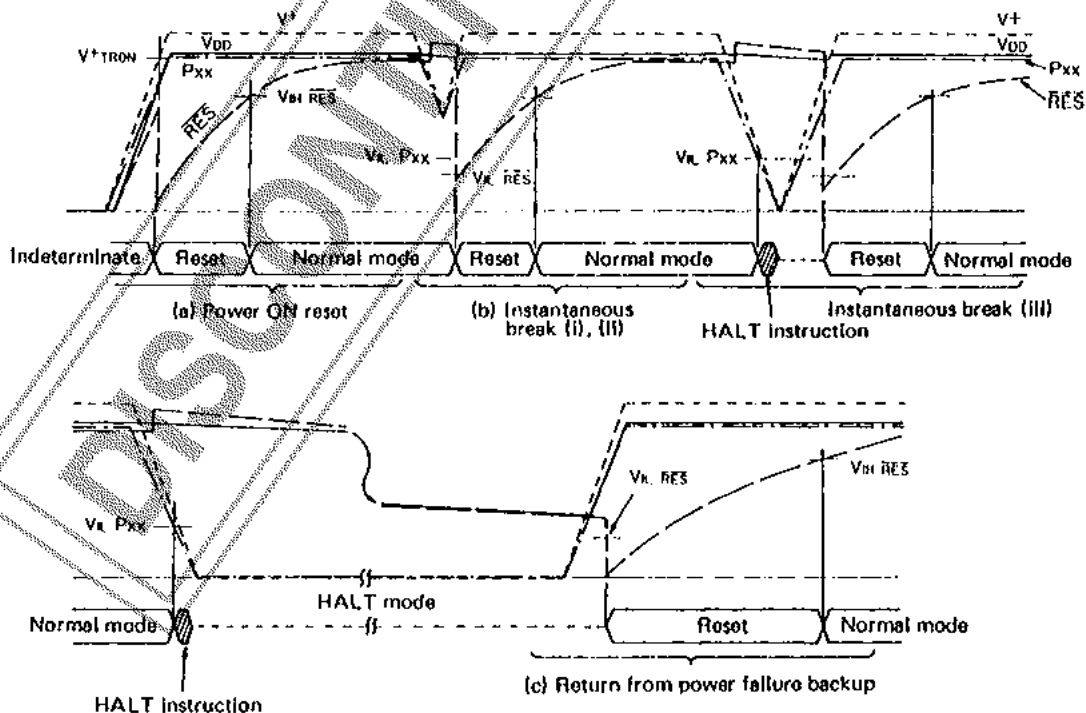 V+
V+
VDD
VDD
V+TRON
PXX
PXX
RES
VIH RES
RES
VIL PXX
VIL PXX
VIL RES
Indeterminate
Reset
Normal mode
Reset
Normal mode
Reset
Normal mode
(a) Power ON reset
(b) Instantaneous
break (i), (ii)
HALT instruction
Instantaneous break (iii)
DISCONTI
VIL RES
VIH RES
VIL PXX
HALT mode
Normal mode
Reset
Normal mode
(c) Return from power failure backup
HALT instruction